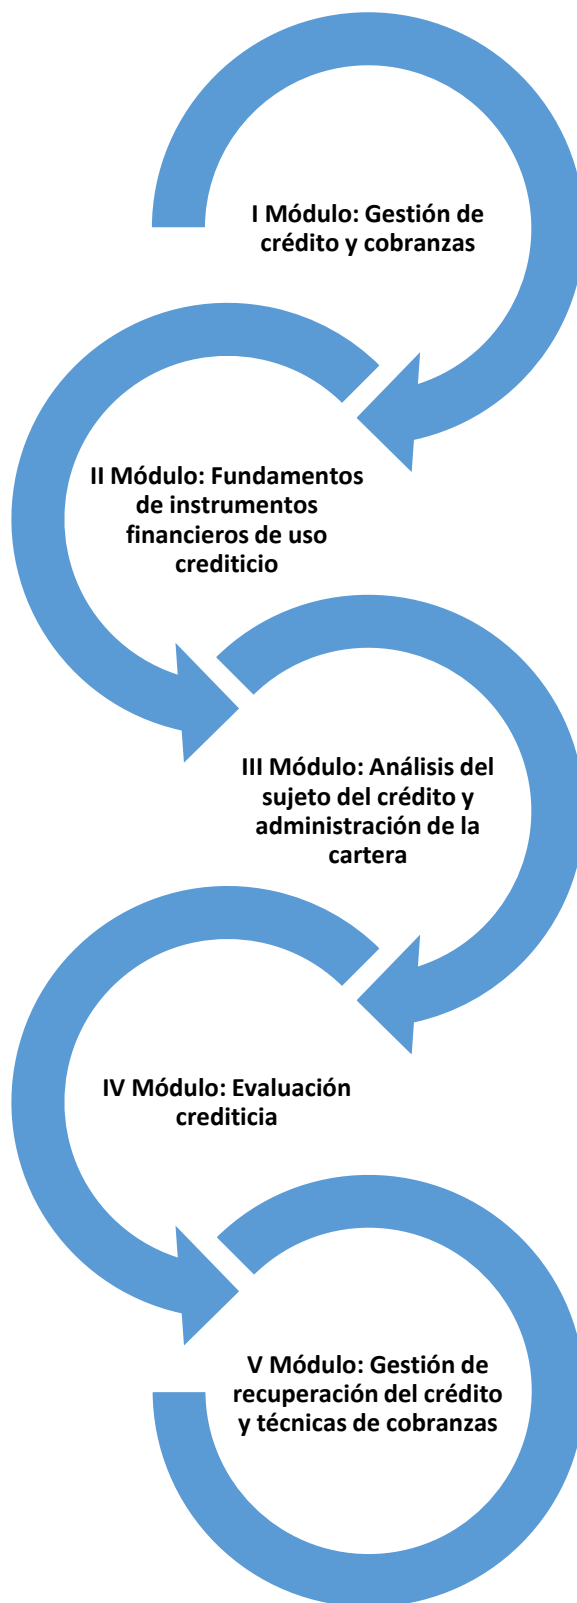 I Módulo: Gestión de
crédito y cobranzas
II Módulo: Fundamentos
de instrumentos
financieros de uso
crediticio
III Módulo: Análisis del
sujeto del crédito y
administración de la
cartera
IV Módulo: Evaluación
crediticia
V Módulo: Gestión de
recuperación del crédito
y técnicas de cobranzas